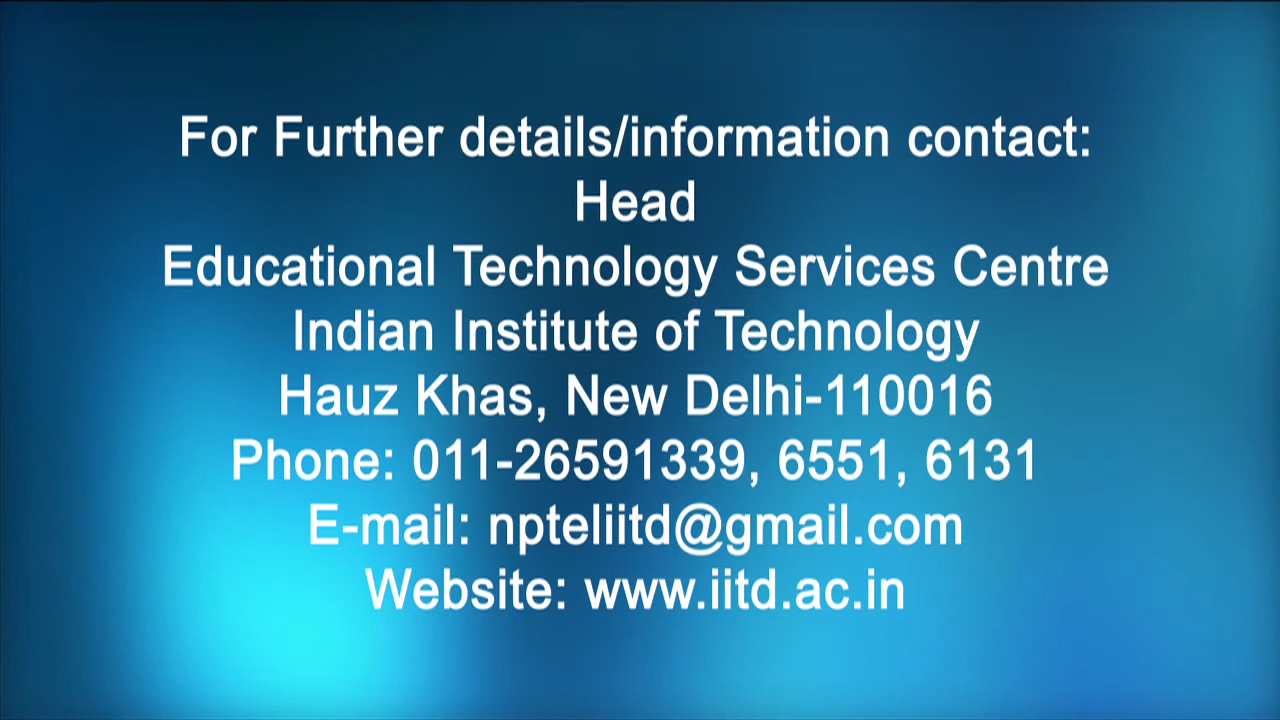 For Further details/information contact:
Head
Educational Technology Services Centre
Indian Institute of Technology
Hauz Khas, New Delhi-110016
Phone: 011-26591339, 6551, 6131
E-mail: npteliitd@gmail.com
Website: www.iitd.ac.in